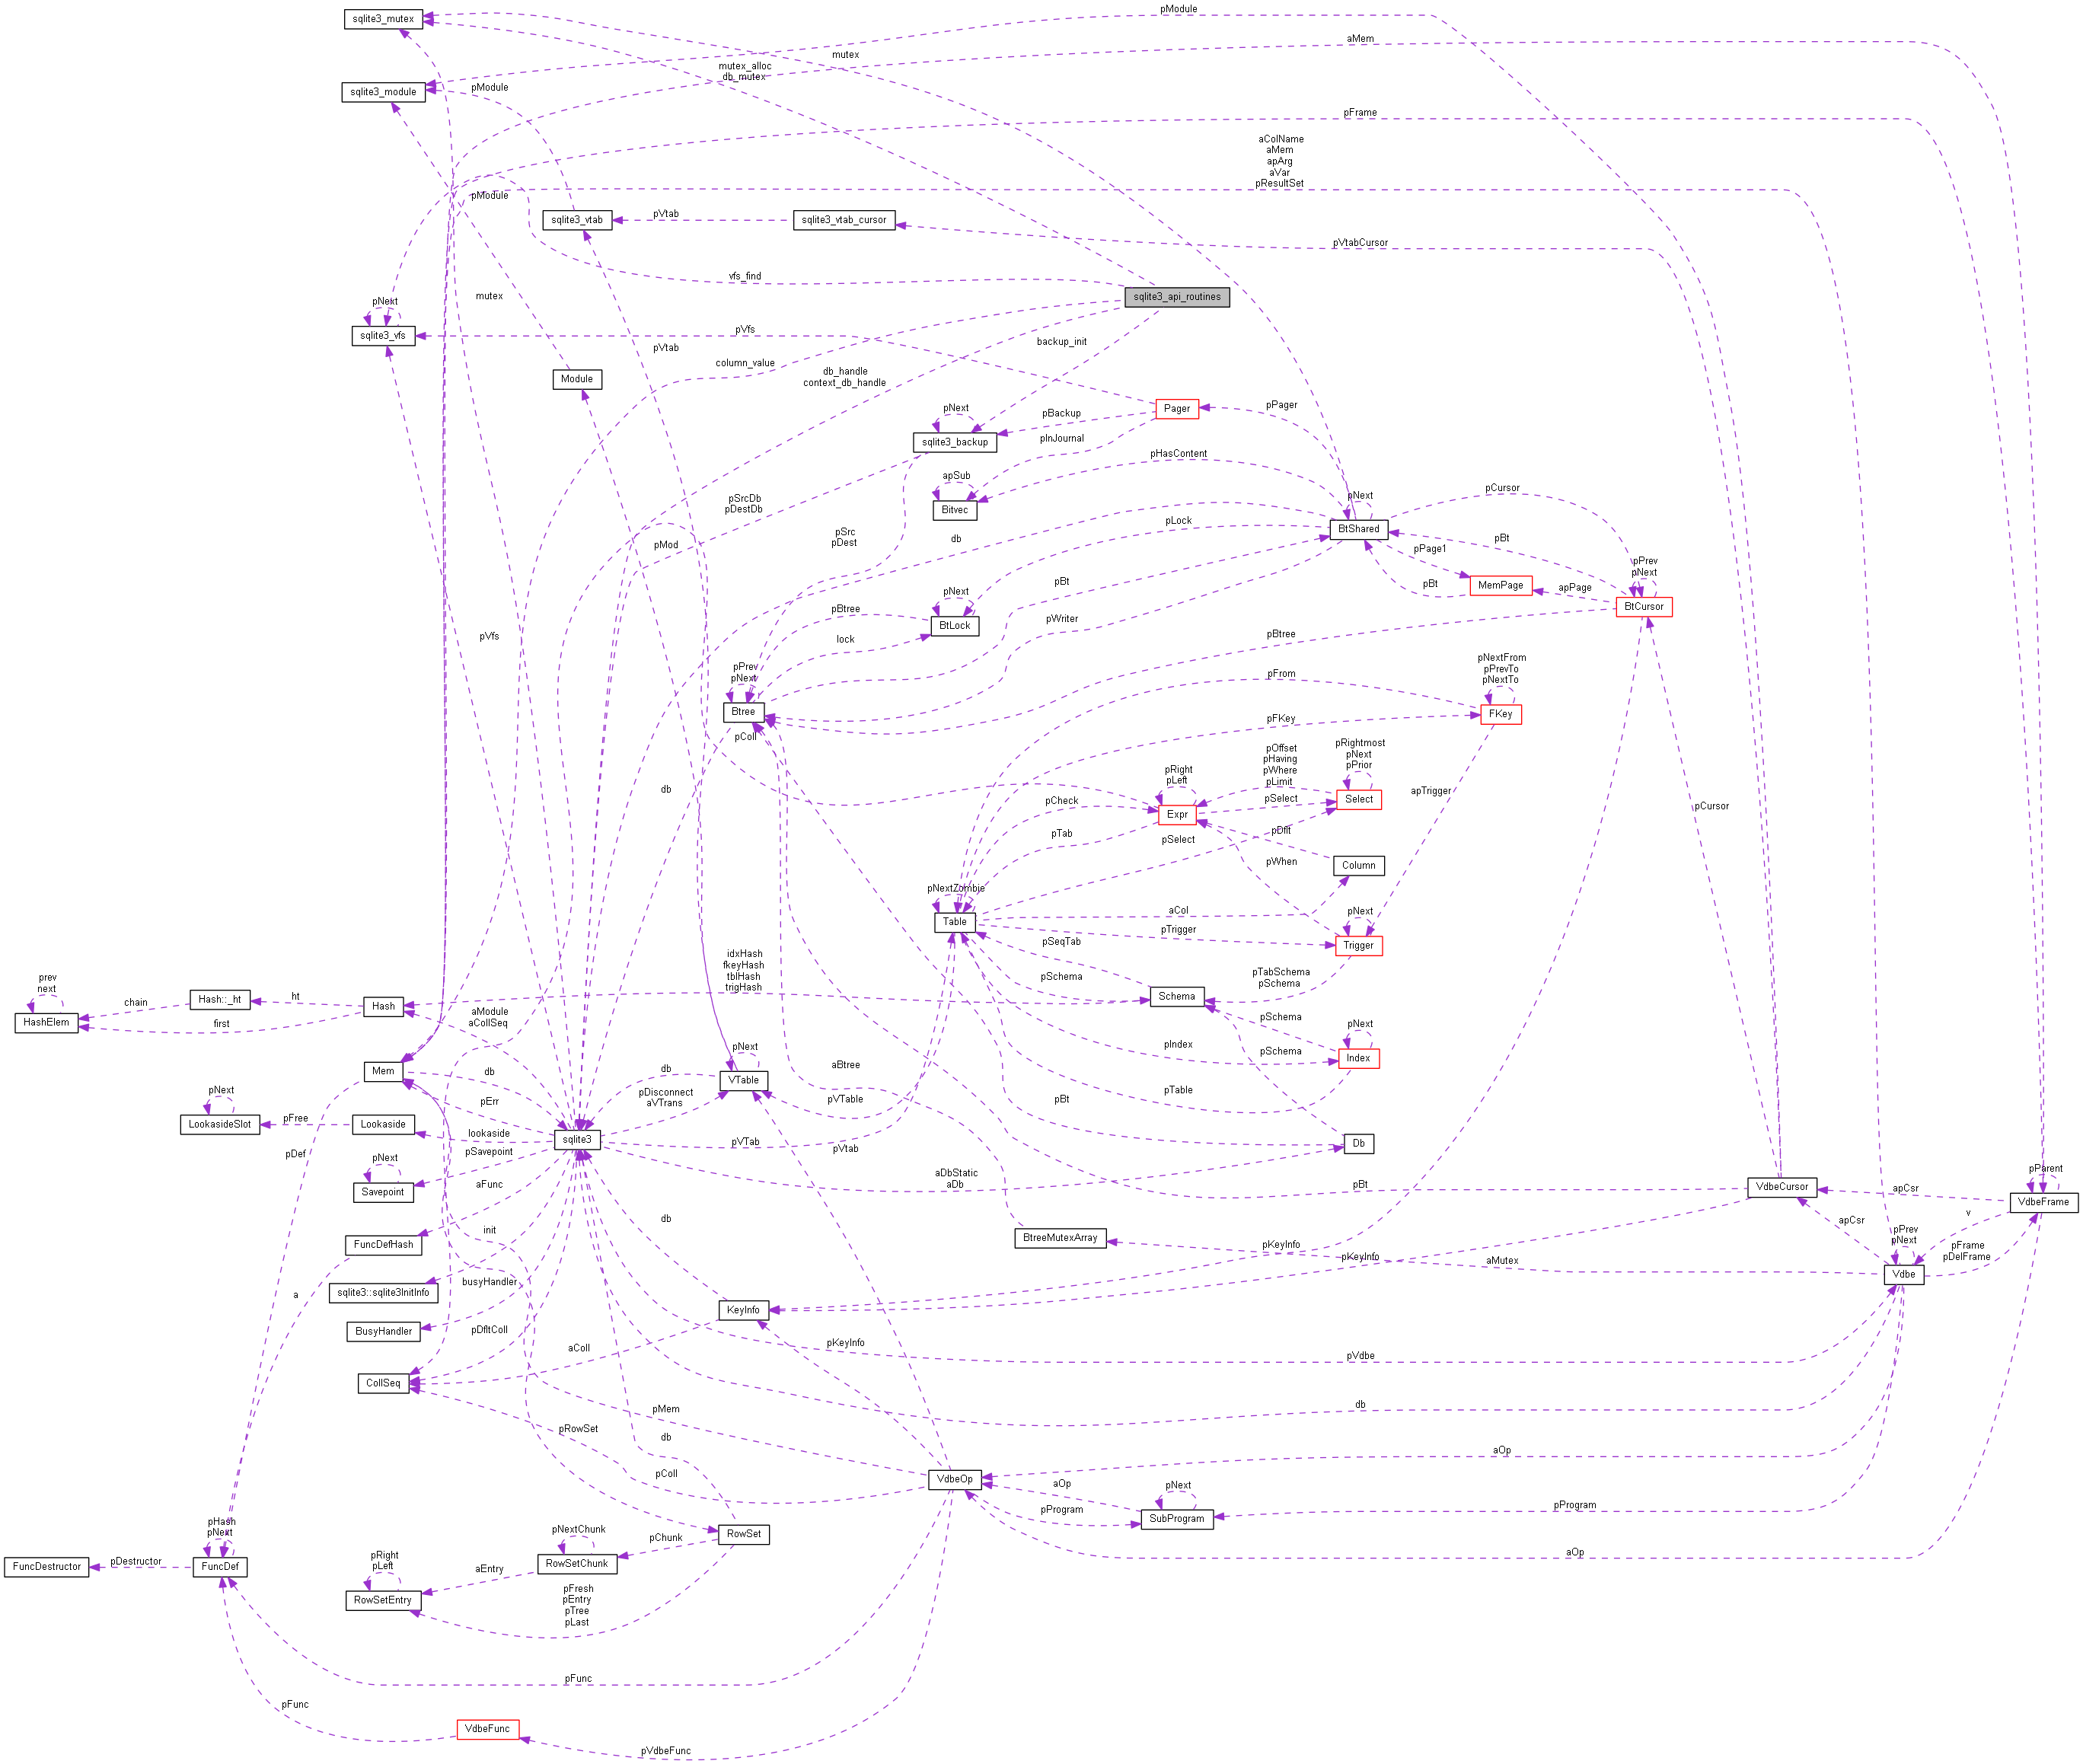 sqlite3_mutex
pModule
aMem
mutex
mutex_alloc
db_mutex
sqlite3_module
pModule
pFrame
aColName
aMem
apArg
aVar
pResultSet
pModule
sqlite3_vtab
pVtab
sqlite3_vtab_cursor
pVtabCursor
vfs_find
sqlite3_api_routines
mutex
pNext
sqlite3_vfs
pVfs
pVtab
backup_init
column_value
db_handle
context_db_handle
Module
pVfs
pNext
sqlite3_backup
pBackup
Pager
pPager
pInJournal
pHasContent
apSub
Bitvec
pSrcDb
pDestDb
pCursor
pNext
BtShared
pLock
db
pSrc
pDest
pMod
pBt
pPage1
pPrev
pNext
BtCursor
apPage
MemPage
pBt
pBt
pNext
BtLock
pBtree
lock
pWriter
pBtree
pPrev
pNext
Btree
pColl
pFrom
pNextFrom
pPrevTo
pNextTo
FKey
pFKey
db
pRight
pLeft
Expr
pOffset
pHaving
pWhere
pLimit
pRightmost
pNext
pPrior
Select
pSelect
apTrigger
pCheck
pTab
pDflt
pSelect
Column
pWhen
pCursor
pNextZombie
Table
aCol
pTrigger
pNext
Trigger
pSeqTab
pTabSchema
pSchema
pSchema
idxHash
fkeyHash
tblHash
trigHash
Schema
prev
next
HashElem
chain
Hash::_ht
ht
Hash
first
aModule
aCollSeq
pSchema
pNext
Index
pIndex
pSchema
aBtree
pTable
pNext
VTable
Mem
db
db
pErr
pDisconnect
aVTrans
pVTable
pBt
pNext
LookasideSlot
pFree
Lookaside
lookaside
sqlite3
pVTab
pVtab
Db
pDef
pSavepoint
pNext
Savepoint
aFunc
aDbStatic
aDb
pBt
VdbeCursor
apCsr
pParent
VdbeFrame
db
init
FuncDefHash
BtreeMutexArray
pKeyInfo
pKeyInfo
aMutex
apCsr
pPrev
pNext
Vdbe
v
pFrame
pDelFrame
sqlite3::sqlite3InitInfo
busyHandler
a
KeyInfo
BusyHandler
pDfltColl
aColl
pKeyInfo
pVdbe
CollSeq
pMem
db
pRowSet
db
pColl
aOp
VdbeOp
aOp
pNext
SubProgram
pProgram
pProgram
RowSet
pChunk
pNextChunk
RowSetChunk
aOp
FuncDestructor
pDestructor
pHash
pNext
FuncDef
pRight
pLeft
RowSetEntry
aEntry
pFresh
pEntry
pTree
pLast
pFunc
pFunc
VdbeFunc
pVdbeFunc